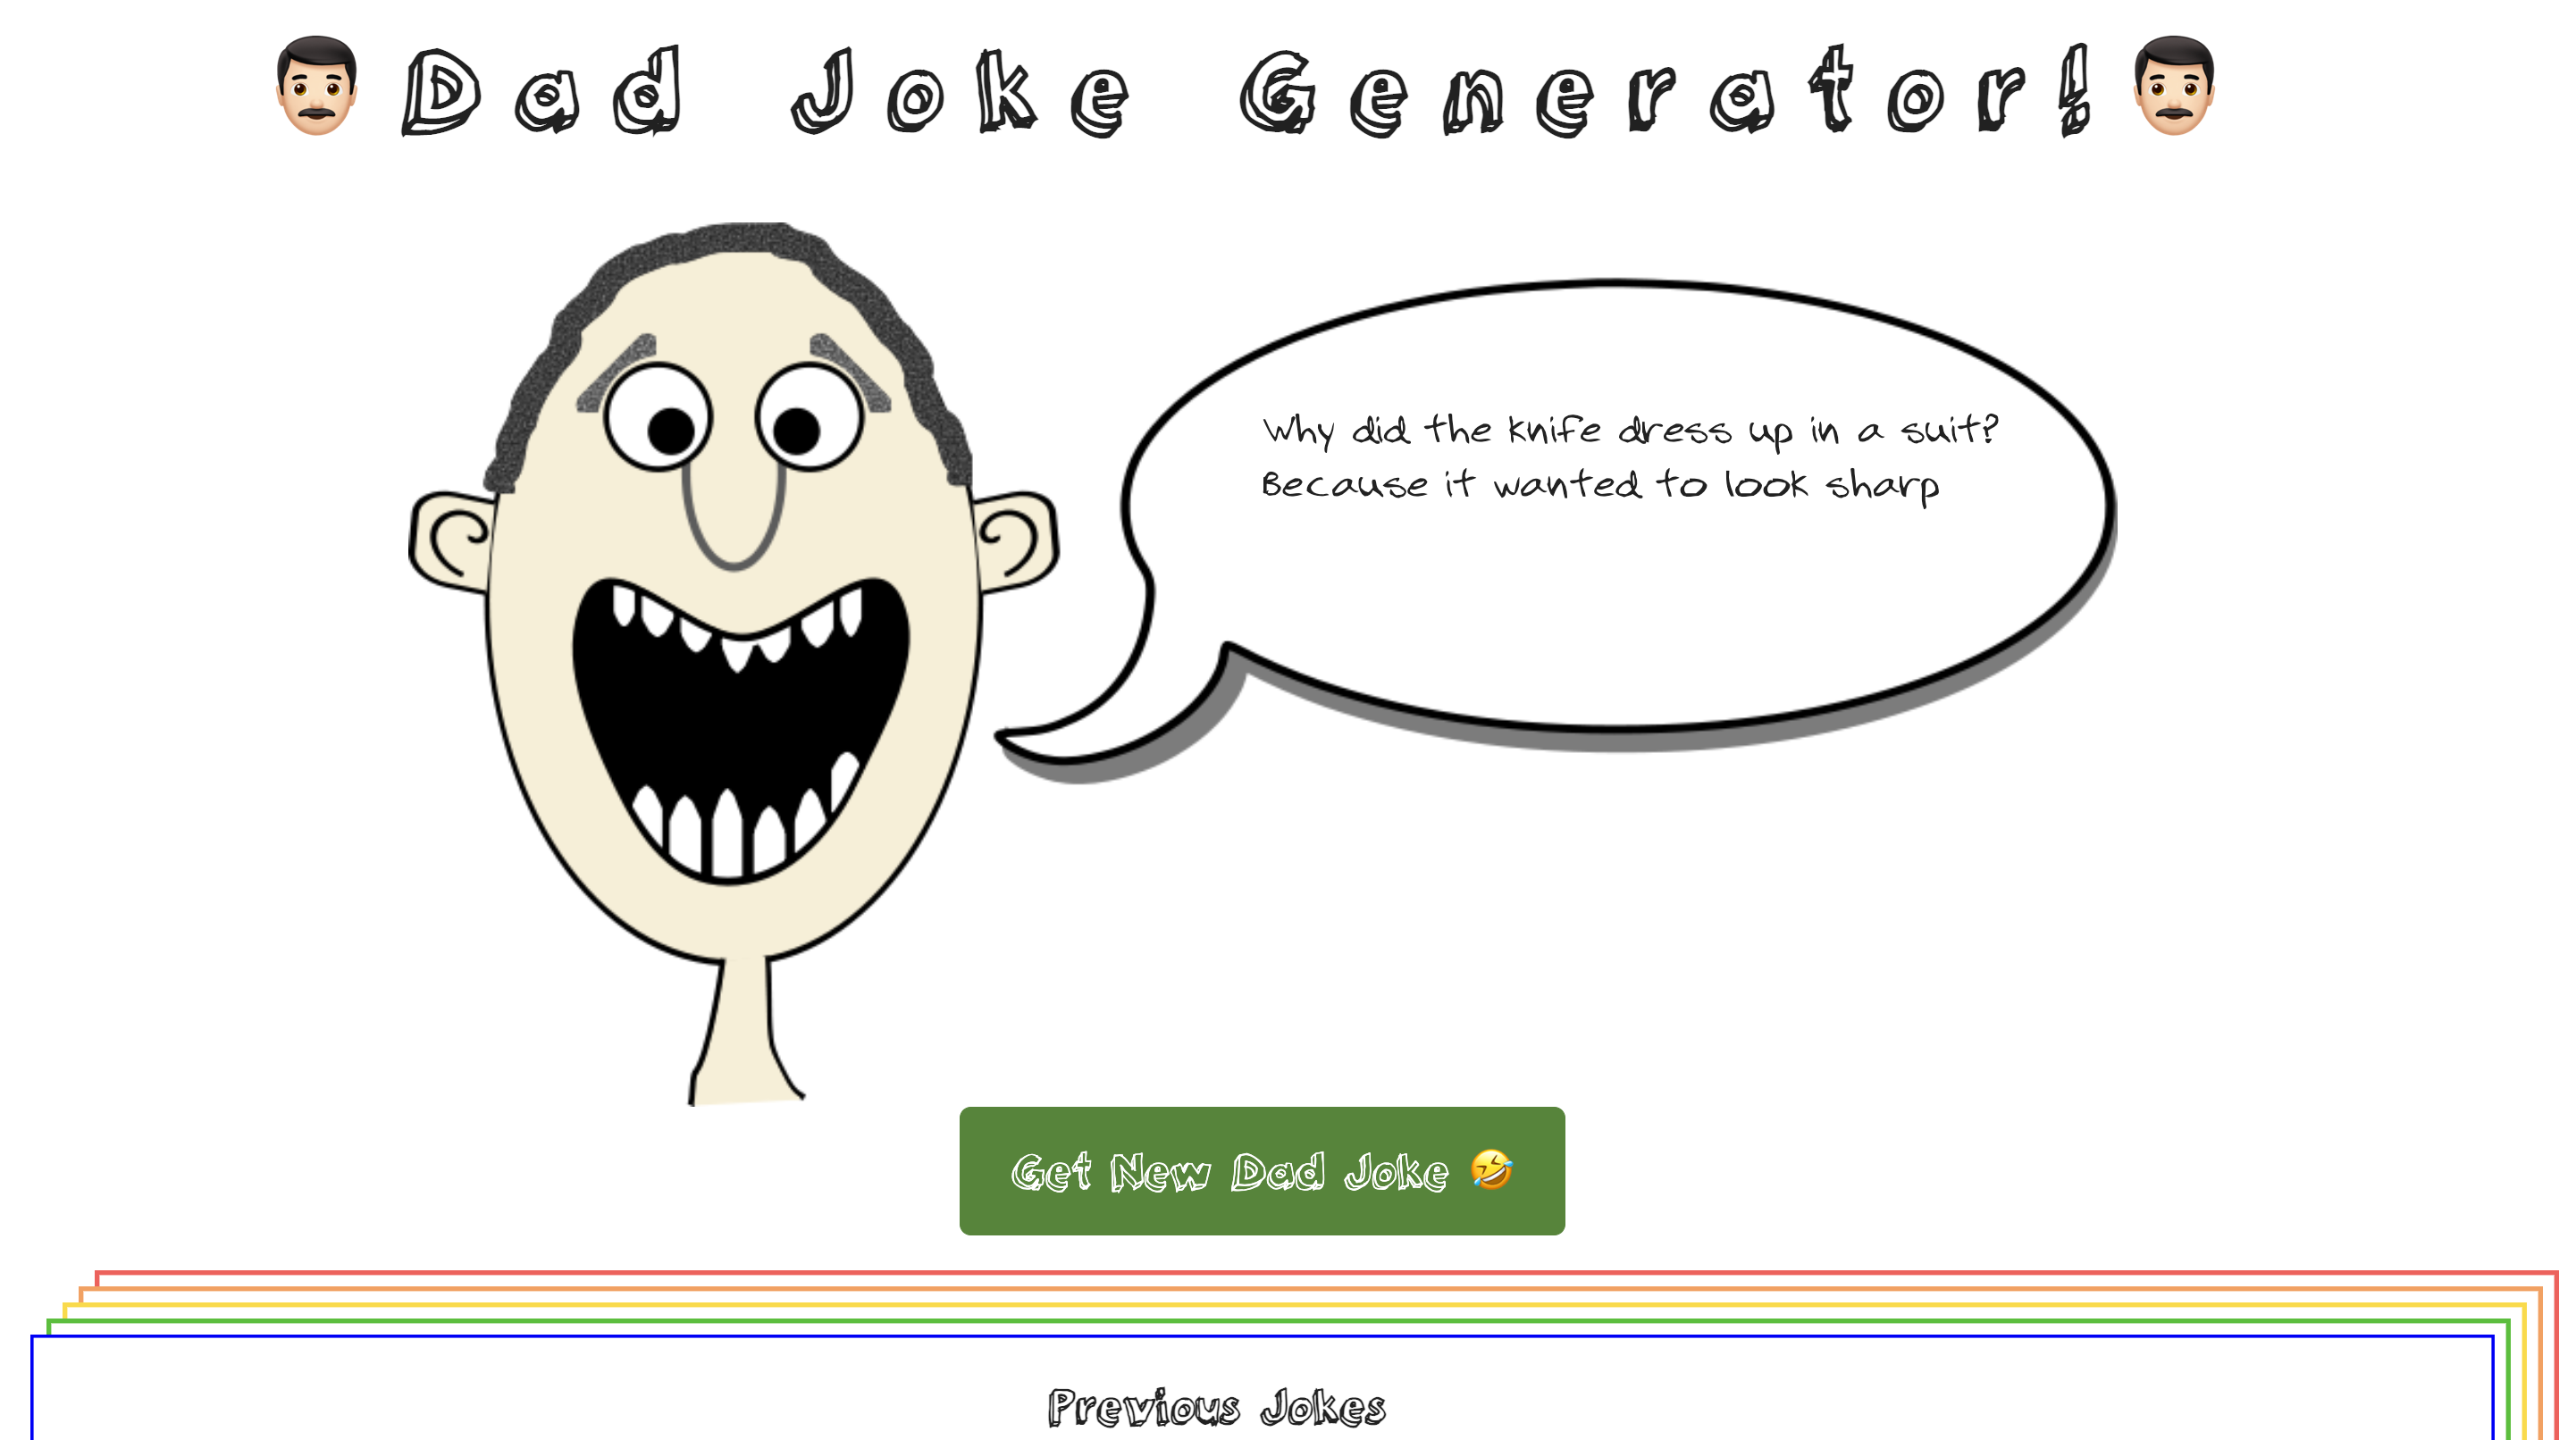 Dad Joke Generator!
Why did the knife dress up in a suit?
Because it wanted to look sharp
Get New Dad Joke 🤣
Previous Jokes